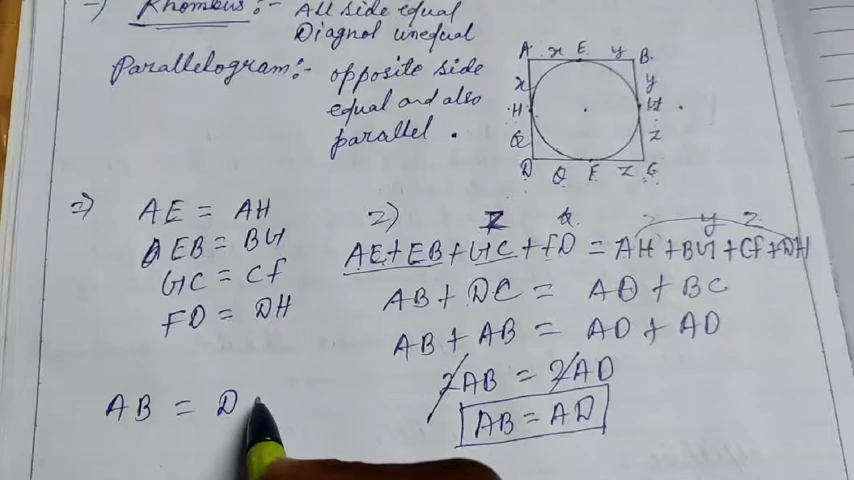 =) Rhombus:- All side equal
Diagnol unequal
Parallelogram:- opposite side
equal and also
parallel .
A x E y B
x y
H G
Q z
D Q F z C
=) AE = AH
EB = BG
GC = Cf
FD = DH
AB = D
=)
z Q y z
AE+EB+GC+fD = AH+BG+Cf+DH
AB + DC = AD + BC
AB + AB = AD + AD
2AB = 2AD
AB = AD